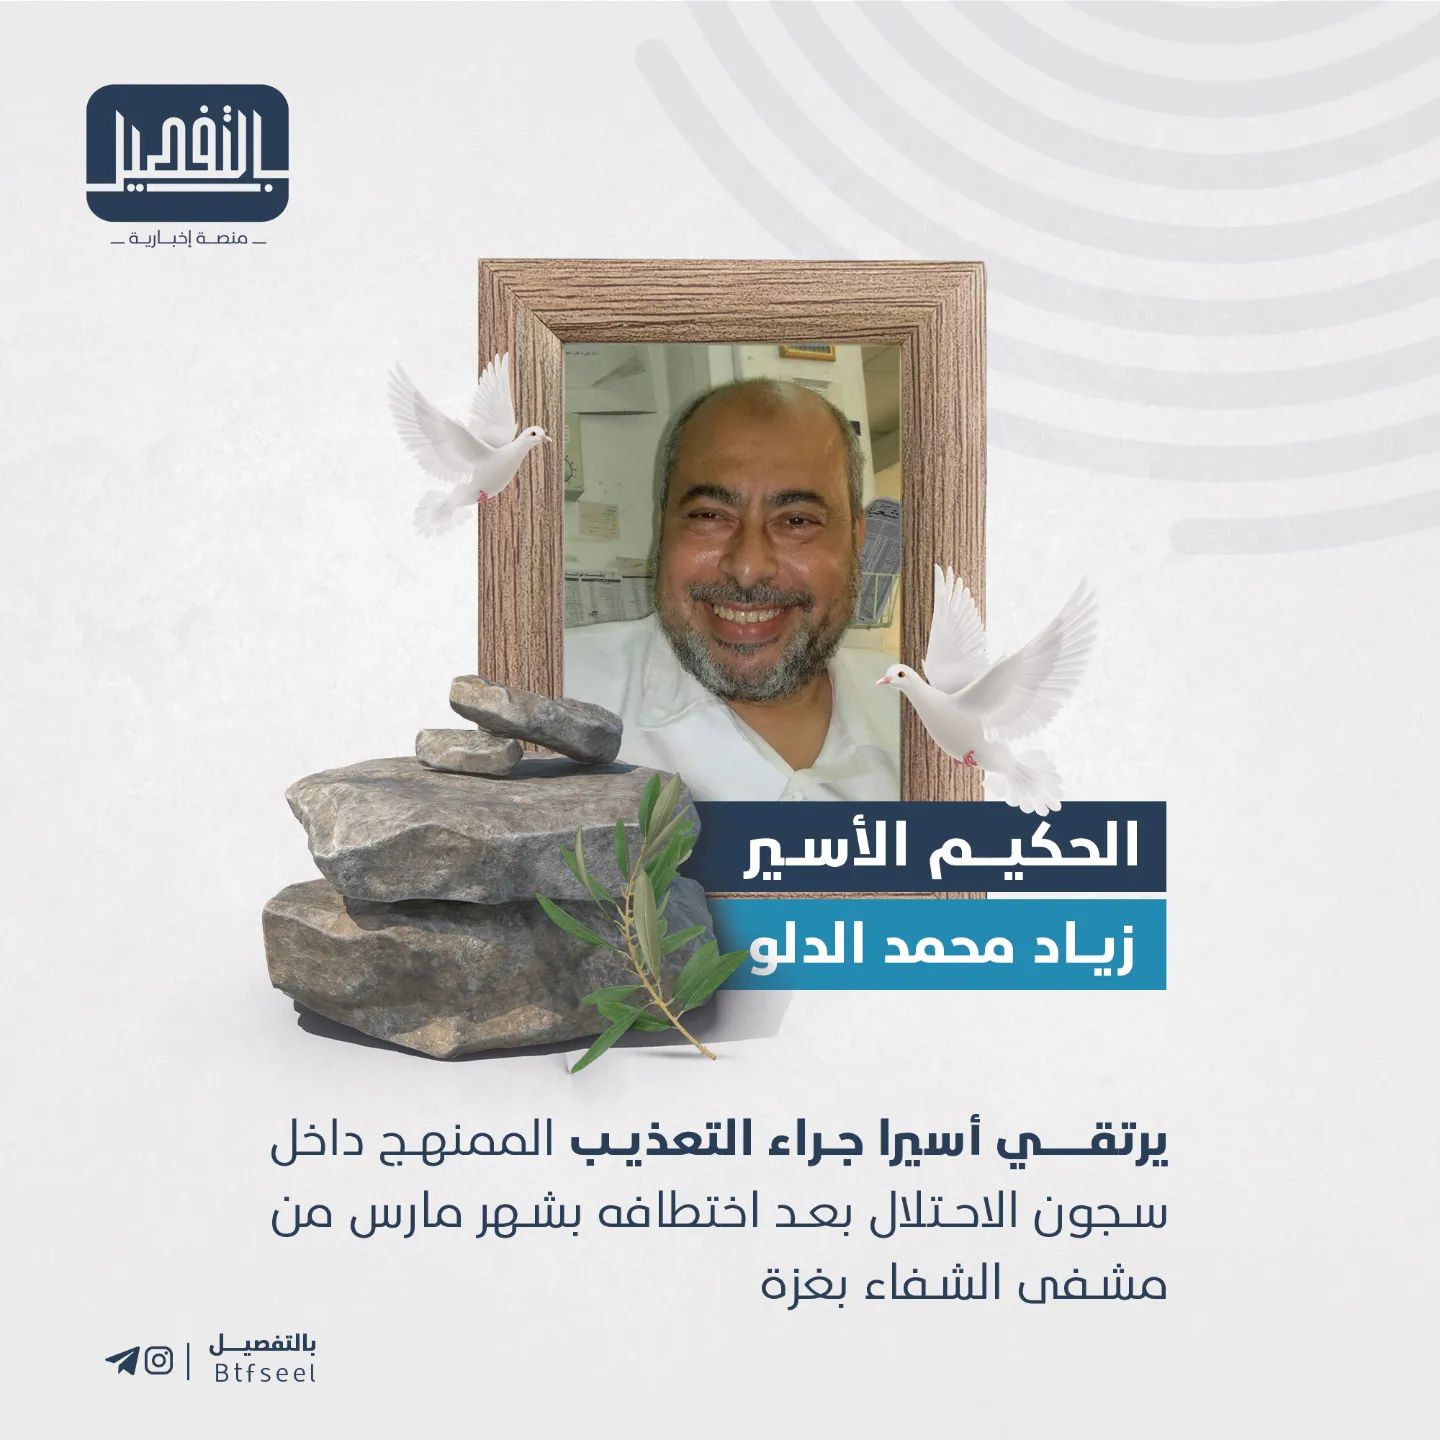 بالتفصيل
منصة إخبارية
الحكيم الأسير
زياد محمد الدلو
يرتقي أسيرا جراء التعذيب الممنهج داخل
سجون الاحتلال بعد اختطافه بشهر مارس من
مشفى الشفاء بغزة
بالتفصيل
Btfseel